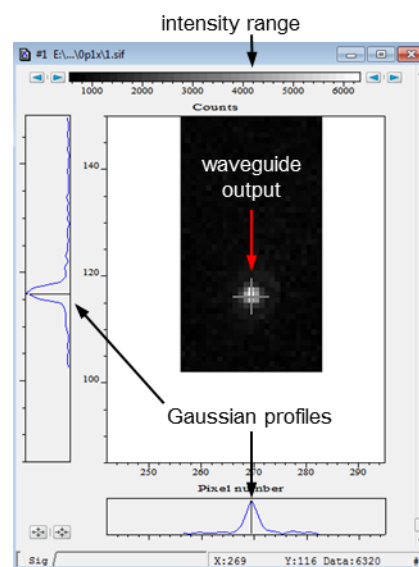 intensity range
#1 E:\...\0p1x\1.sif
1000 2000 3000 4000 5000 6000
Counts
140
waveguide
output
120
100
Gaussian profiles
250 260 270 280 290
Pixel number
Sig X:269 Y:116 Data:6320 #